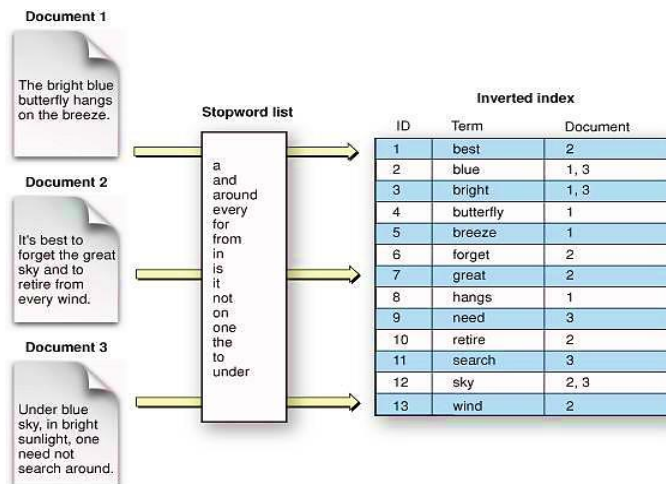 Document 1
The bright blue
butterfly hangs
on the breeze.
Document 2
It's best to
forget the great
sky and to
retire from
every wind.
Document 3
Under blue
sky, in bright
sunlight, one
need not
search around.
Stopword list
a
and
around
every
for
from
in
is
it
not
on
one
the
to
under
Inverted index
ID Term Document
1 best 2
2 blue 1, 3
3 bright 1, 3
4 butterfly 1
5 breeze 1
6 forget 2
7 great 2
8 hangs 1
9 need 3
10 retire 2
11 search 3
12 sky 2, 3
13 wind 2